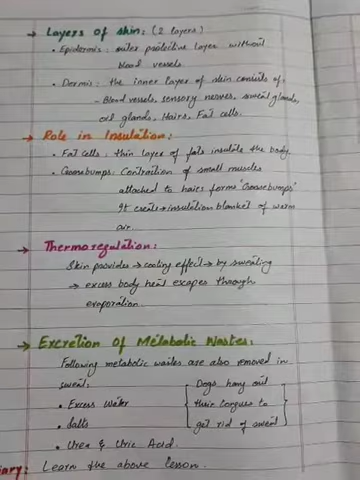 → Layers of skin: (2 layers)
• Epidermis: outer protective layer without
blood vessels
• Dermis: the inner layer of skin consists of.
- Blood vessels, sensory nerves, sweat glands,
oil glands, Hairs, Fat cells.
→ Role in Insulation:
• Fat cells: thin layer of fats insulate the body
• Goosebumps: Contraction of small muscles
attached to hairs forms "Goosebumps"
It create → insulation blanket of warm
air
→ Thermoregulation:
Skin provides → cooling effect → by sweating
→ excess body heat escapes through
evaporation.
→ Excretion of Metabolic Wastes:
Following metabolic wastes are also removed in
sweat:
• Excess Water
• Salts
• Urea & Uric Acid.
[Dogs hang out
their tongues to
get rid of sweat]
iary: Learn the above lesson.